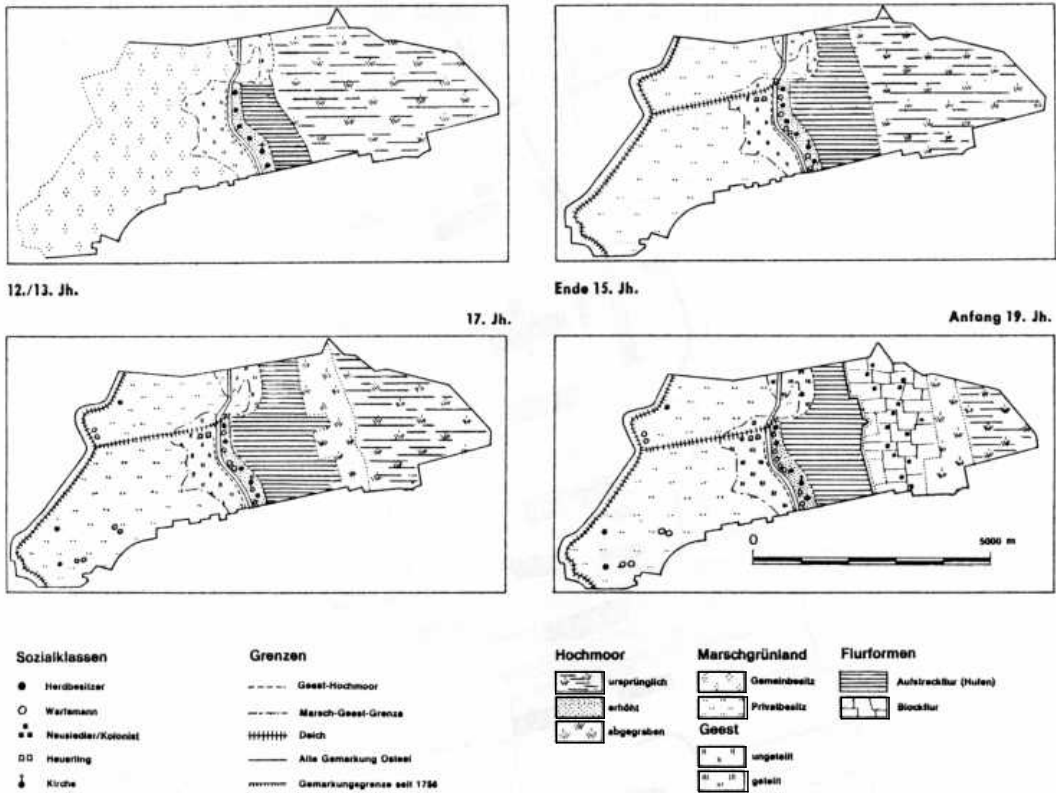 12./13. Jh.
Ende 15. Jh.
17. Jh.
Anfang 19. Jh.
0
5000 m
Sozialklassen
Herdbesitzer
Warfsmann
Neusiedler/Kolonist
Heuerling
Kirche
Grenzen
Geest-Hochmoor
Marsch-Geest-Grenze
Deich
Alte Gemarkung Osteel
Gemarkungsgrenze seit 1756
Hochmoor
ursprünglich
erhöht
abgegraben
Marschgrünland
Gemeinbesitz
Privatbesitz
Geest
ungeteilt
geteilt
Flurformen
Aufstreckflur (Hufen)
Blockflur